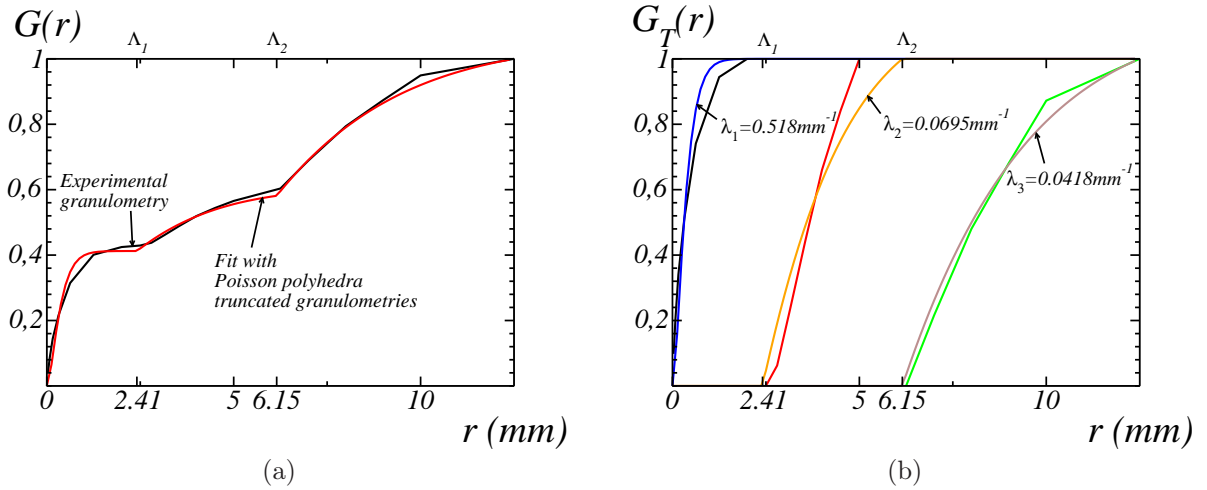 G(r)
Λ1 Λ2
1
0,8
0,6
0,4
0,2
0 2.41 5 6.15 10
r (mm)
Experimental
granulometry
Fit with
Poisson polyhedra
truncated granulometries
(a)
G_T(r)
Λ1 Λ2
1
0,8
0,6
0,4
0,2
0 2.41 5 6.15 10
r (mm)
λ1=0.518mm-1
λ2=0.0695mm-1
λ3=0.0418mm-1
(b)